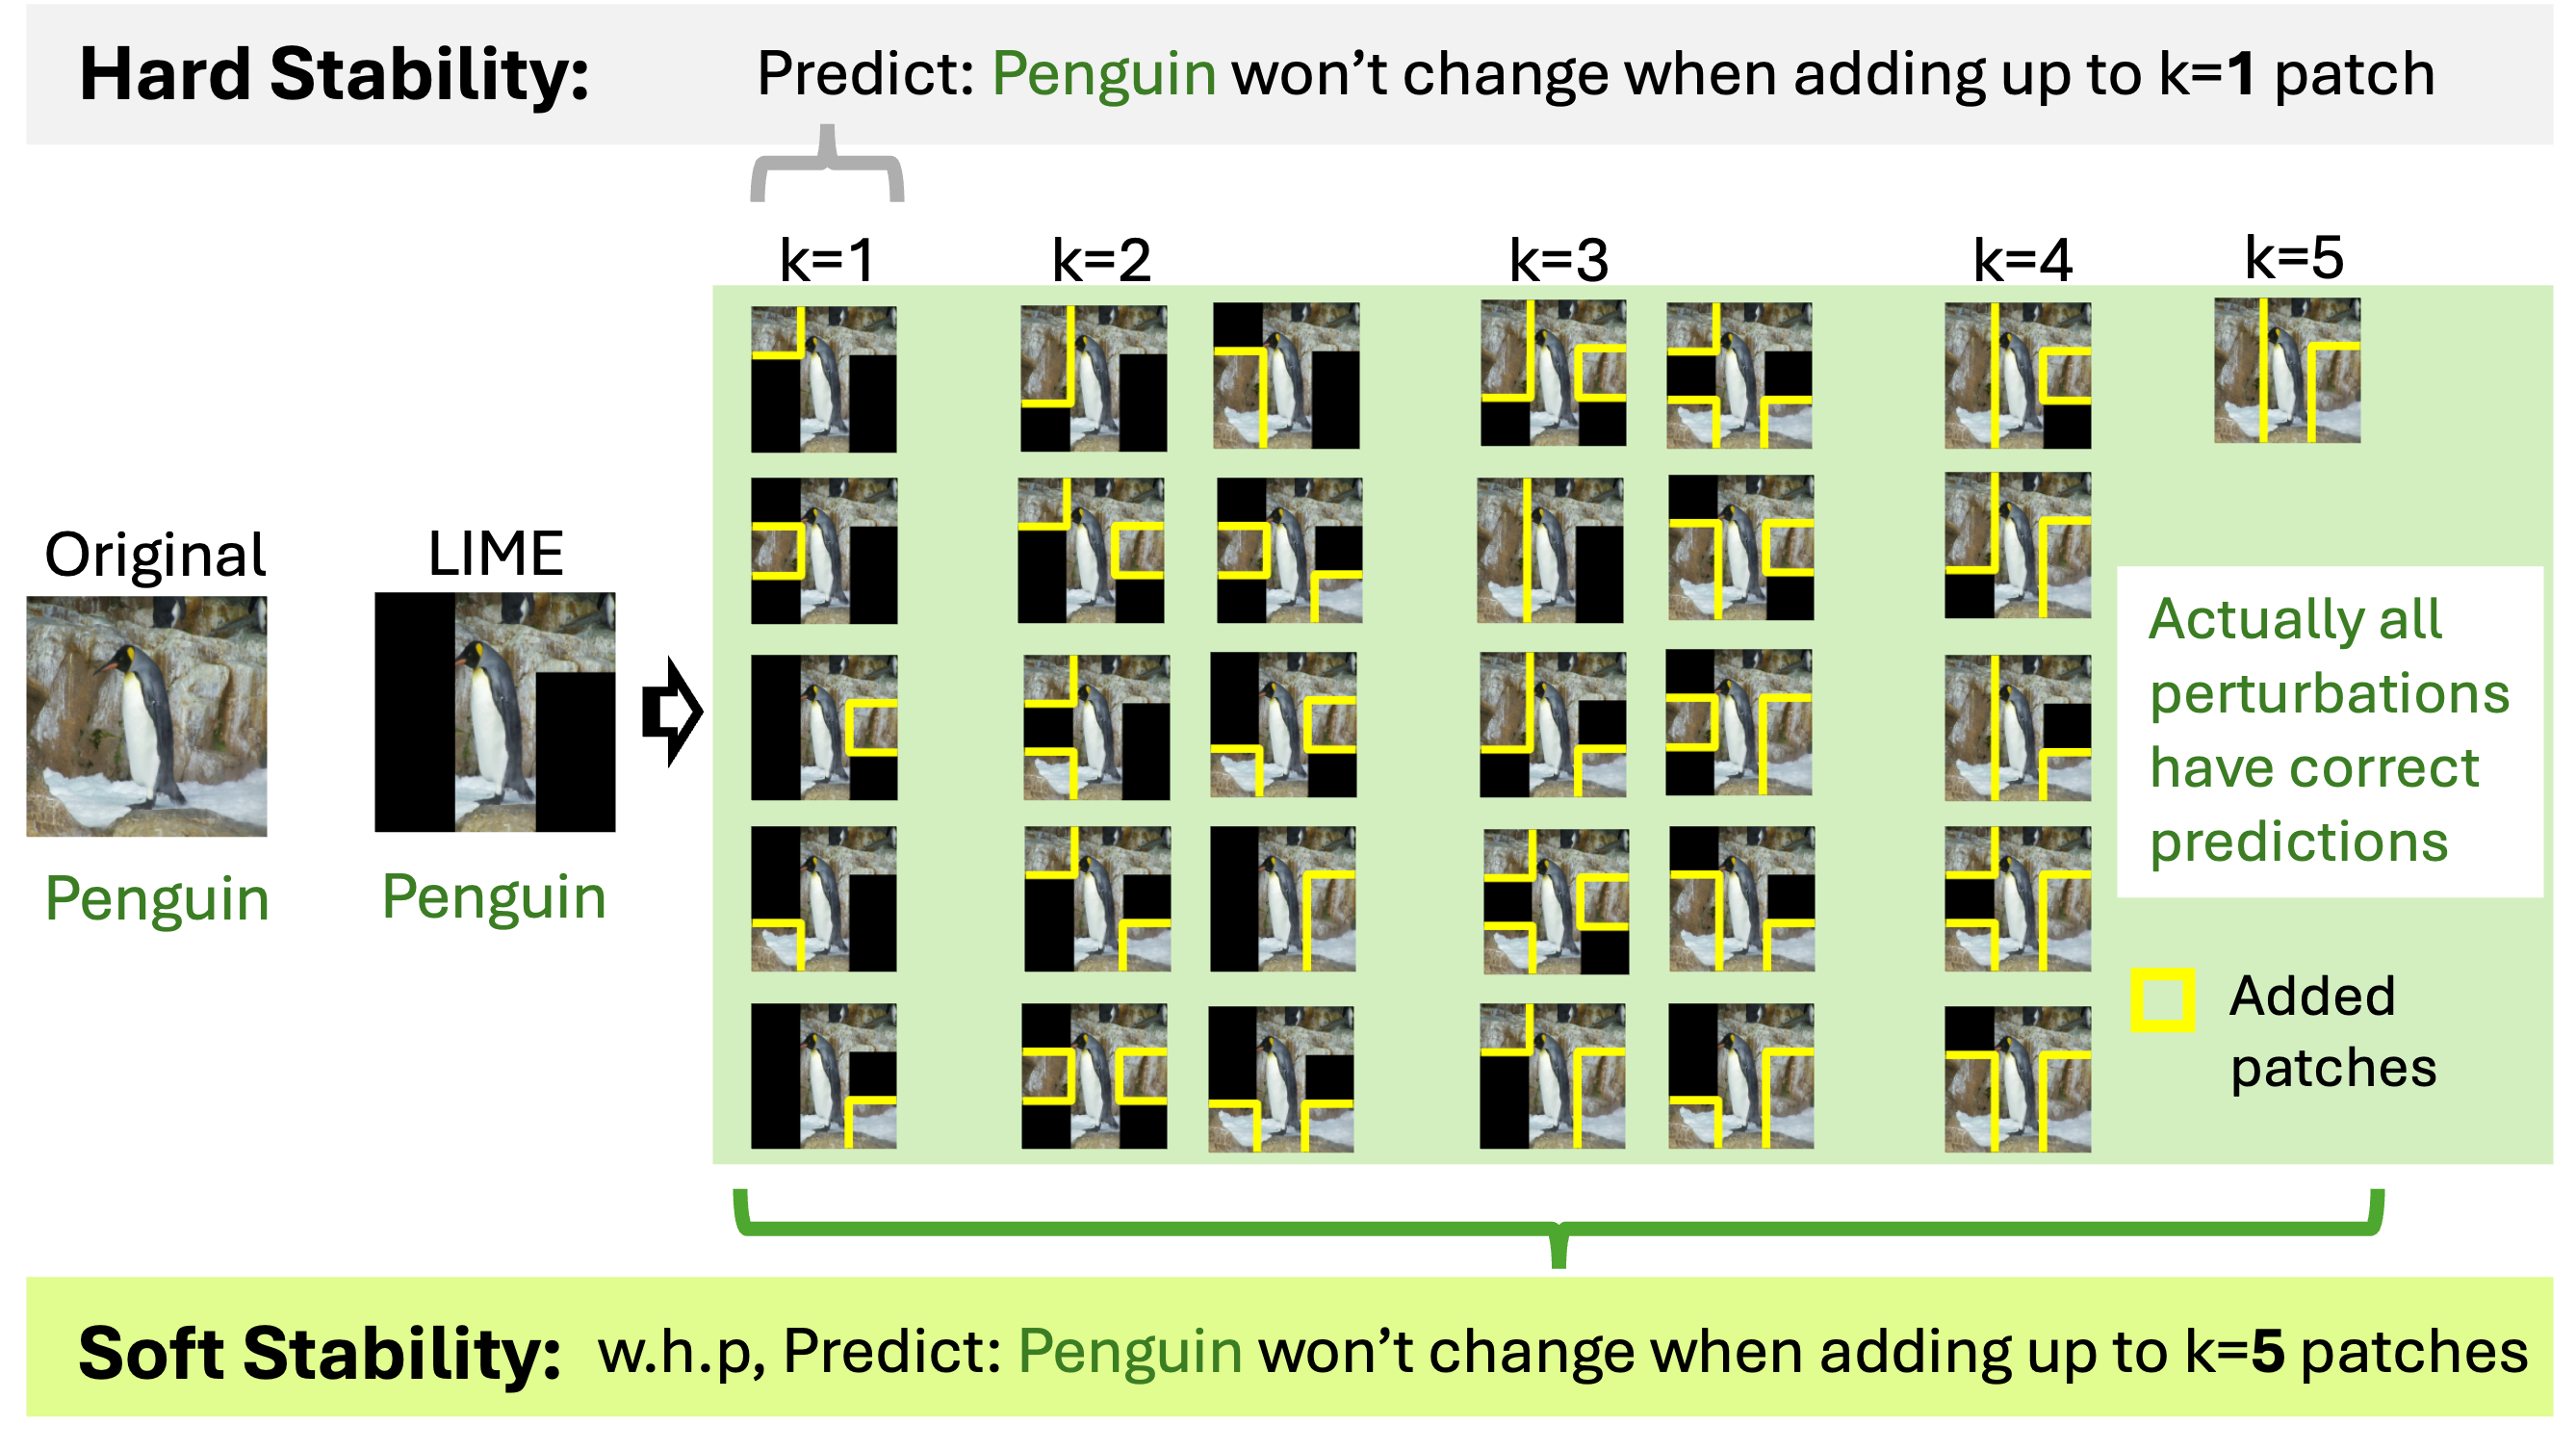 Hard Stability: Predict: Penguin won’t change when adding up to k=1 patch
k=1 k=2 k=3 k=4 k=5
Original LIME
Penguin Penguin
Actually all
perturbations
have correct
predictions
Added
patches
Soft Stability: w.h.p, Predict: Penguin won’t change when adding up to k=5 patches